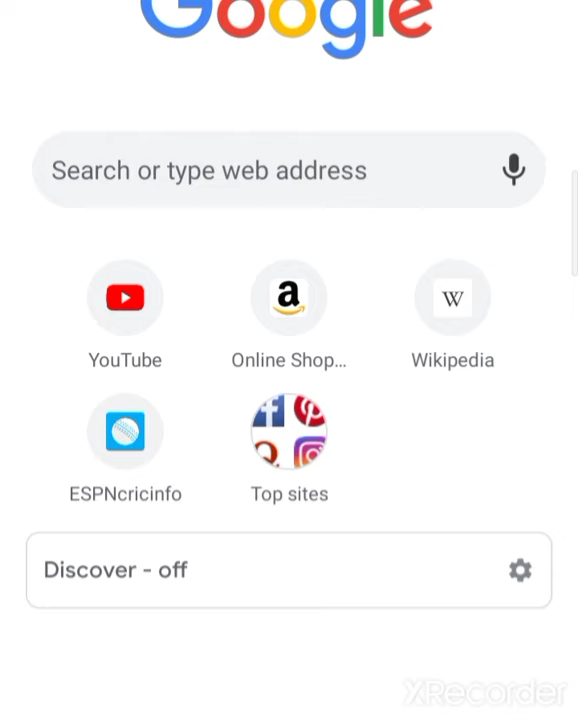 Google
Search or type web address
a
W
YouTube
Online Shop...
Wikipedia
f
ESPNcricinfo
Top sites
Discover - off
XRecorder